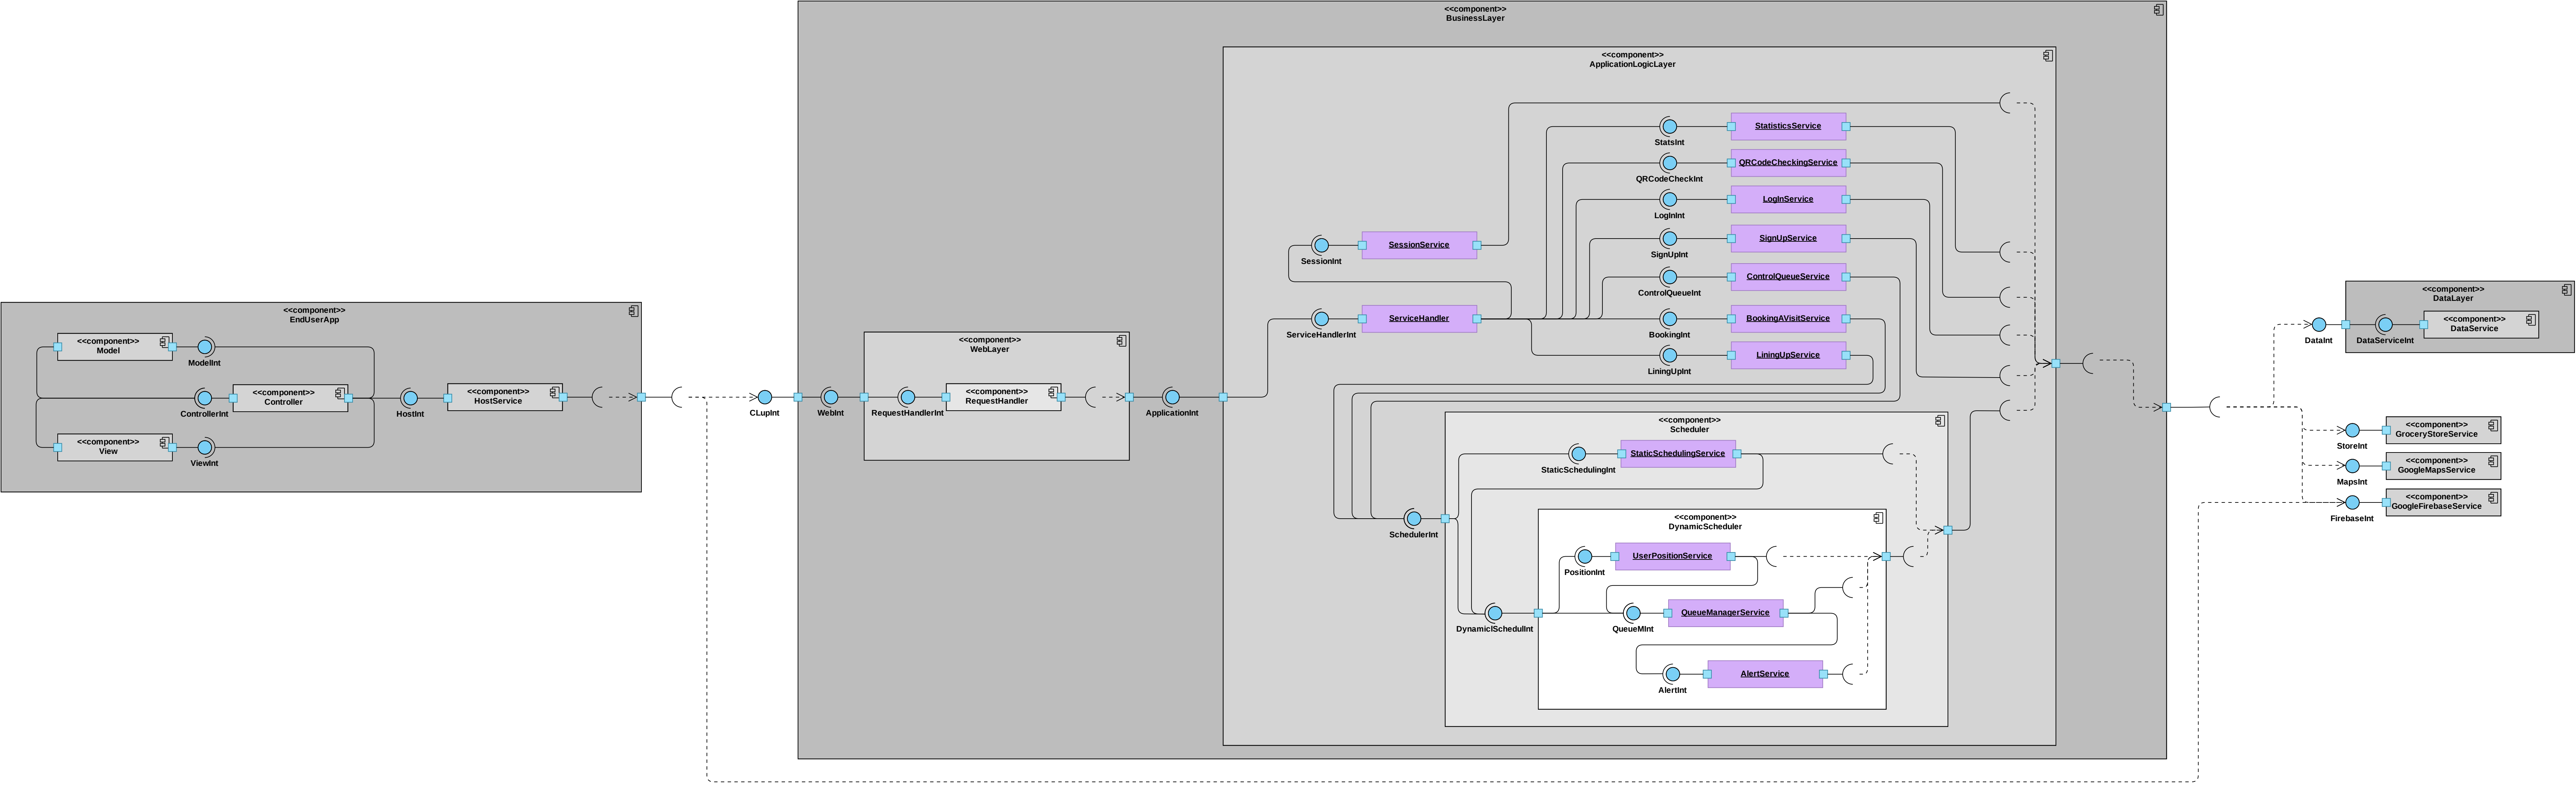 <<component>>
EndUserApp
<<component>>
Model
ModelInt
ControllerInt
<<component>>
Controller
HostInt
<<component>>
HostService
<<component>>
View
ViewInt
CLupInt
<<component>>
BusinessLayer
WebInt
<<component>>
WebLayer
RequestHandlerInt
<<component>>
RequestHandler
ApplicationInt
<<component>>
ApplicationLogicLayer
StatsInt
StatisticsService
QRCodeCheckInt
QRCodeCheckingService
LogInInt
LogInService
SessionInt
SessionService
SignUpInt
SignUpService
ControlQueueInt
ControlQueueService
ServiceHandlerInt
ServiceHandler
BookingInt
BookingAVisitService
LiningUpInt
LiningUpService
SchedulerInt
<<component>>
Scheduler
StaticSchedulingInt
StaticSchedulingService
DynamiclSchedulInt
<<component>>
DynamicScheduler
PositionInt
UserPositionService
QueueMInt
QueueManagerService
AlertInt
AlertService
DataInt
<<component>>
DataLayer
DataServiceInt
<<component>>
DataService
StoreInt
<<component>>
GroceryStoreService
MapsInt
<<component>>
GoogleMapsService
FirebaseInt
<<component>>
GoogleFirebaseService